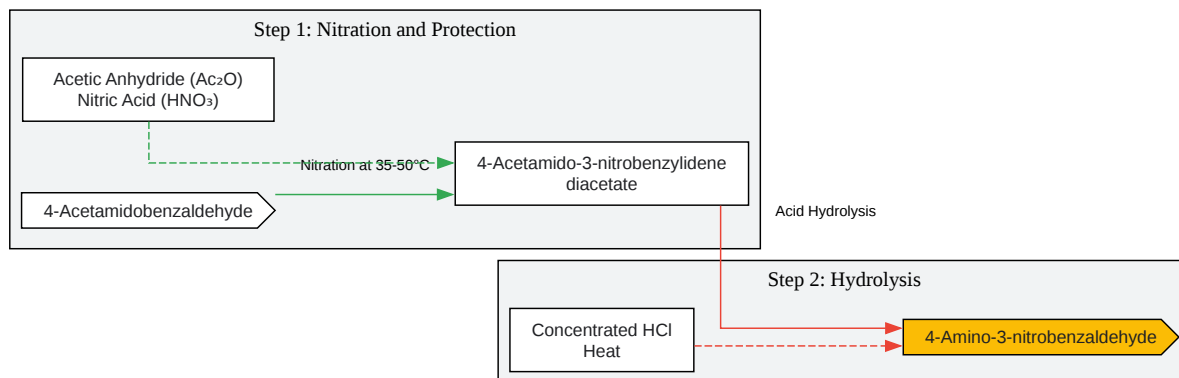 Step 1: Nitration and Protection
Acetic Anhydride (Ac₂O)
Nitric Acid (HNO₃)
Nitration at 35-50°C
4-Acetamido-3-nitrobenzylidene
diacetate
4-Acetamidobenzaldehyde
Acid Hydrolysis
Step 2: Hydrolysis
Concentrated HCl
Heat
4-Amino-3-nitrobenzaldehyde